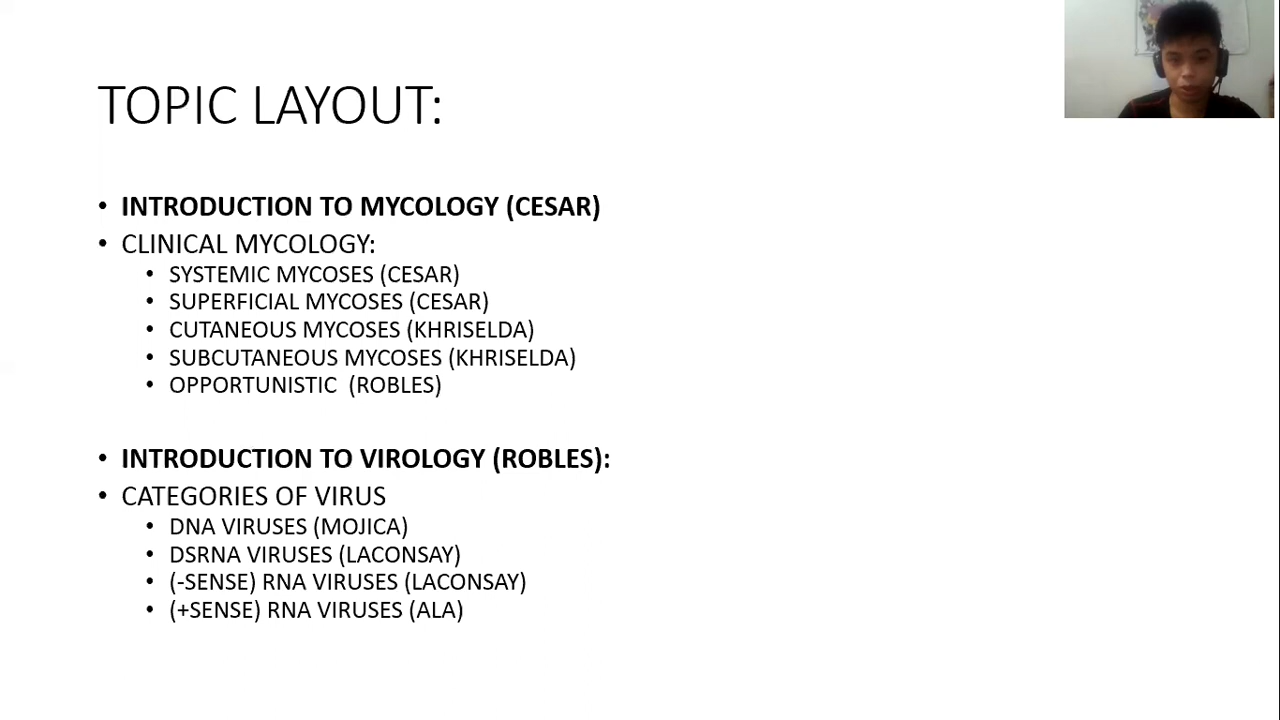 TOPIC LAYOUT:
• INTRODUCTION TO MYCOLOGY (CESAR)
• CLINICAL MYCOLOGY:
• SYSTEMIC MYCOSES (CESAR)
• SUPERFICIAL MYCOSES (CESAR)
• CUTANEOUS MYCOSES (KHRISELDA)
• SUBCUTANEOUS MYCOSES (KHRISELDA)
• OPPORTUNISTIC (ROBLES)
• INTRODUCTION TO VIROLOGY (ROBLES):
• CATEGORIES OF VIRUS
• DNA VIRUSES (MOJICA)
• DSRNA VIRUSES (LACONSAY)
• (-SENSE) RNA VIRUSES (LACONSAY)
• (+SENSE) RNA VIRUSES (ALA)